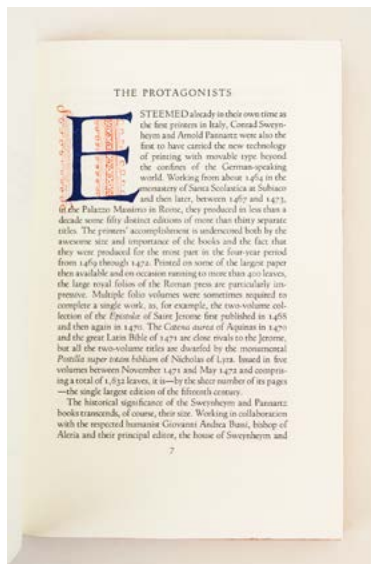 THE PROTAGONISTS
ESTEEMED already in their own time as
the first printers in Italy, Conrad Sweyn-
heym and Arnold Pannartz were also the
first to have carried the new technology
of printing with movable type beyond
the confines of the German-speaking
world. Working from about 1464 in the
monastery of Santa Scolastica at Subiaco
and then later, between 1467 and 1473,
in the Palazzo Massimo in Rome, they produced in less than a
decade some fifty distinct editions of more than thirty separate
titles. The printers' accomplishment is underscored both by the
awesome size and importance of the books and the fact that
they were produced for the most part in the four-year period
from 1469 through 1472. Printed on some of the largest paper
then available and on occasion running to more than 400 leaves,
the large royal folios of the Roman press are particularly im-
pressive. Multiple folio volumes were sometimes required to
complete a single work, as, for example, the two-volume col-
lection of the Epistolae of Saint Jerome first published in 1468
and then again in 1470. The Catena aurea of Aquinas in 1470
and the great Latin Bible of 1471 are close rivals to the Jerome,
but all the two-volume titles are dwarfed by the monumental
Postilla super totam bibliam of Nicholas of Lyra. Issued in five
volumes between November 1471 and May 1472 and compris-
ing a total of 1,832 leaves, it is—by the sheer number of its pages
—the single largest edition of the fifteenth century.
The historical significance of the Sweynheym and Pannartz
books transcends, of course, their size. Working in collaboration
with the respected humanist Giovanni Andrea Bussi, bishop of
Aleria and their principal editor, the house of Sweynheym and
7